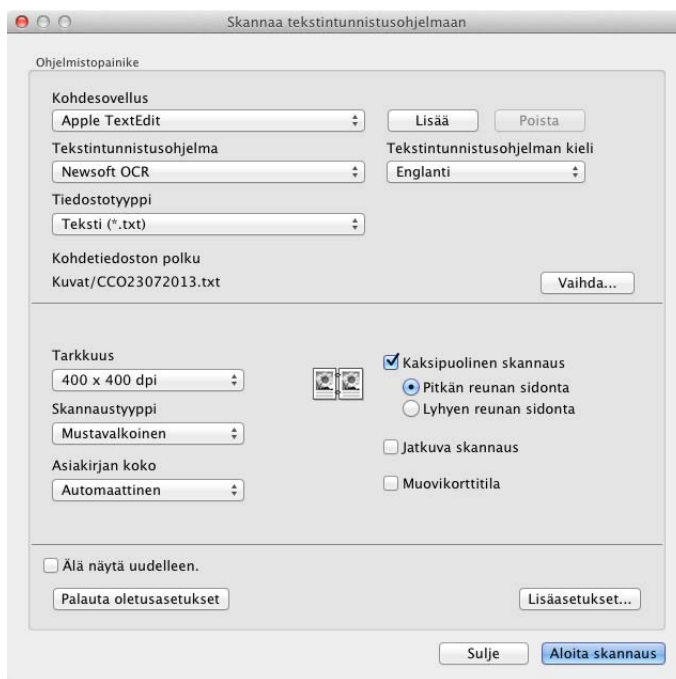 Skannaa tekstintunnistusohjelmaan
Ohjelmistopainike
Kohdesovellus
Apple TextEdit
Lisää
Poista
Tekstintunnistusohjelma
Tekstintunnistusohjelman kieli
Newsoft OCR
Englanti
Tiedostotyyppi
Teksti (*.txt)
Kohdetiedoston polku
Kuvat/CCO23072013.txt
Vaihda...
Tarkkuus
400 x 400 dpi
Skannaustyyppi
Mustavalkoinen
Asiakirjan koko
Automaattinen
Kaksipuolinen skannaus
Pitkän reunan sidonta
Lyhyen reunan sidonta
Jatkuva skannaus
Muovikorttitila
Älä näytä uudelleen.
Palauta oletusasetukset
Lisäasetukset...
Sulje
Aloita skannaus